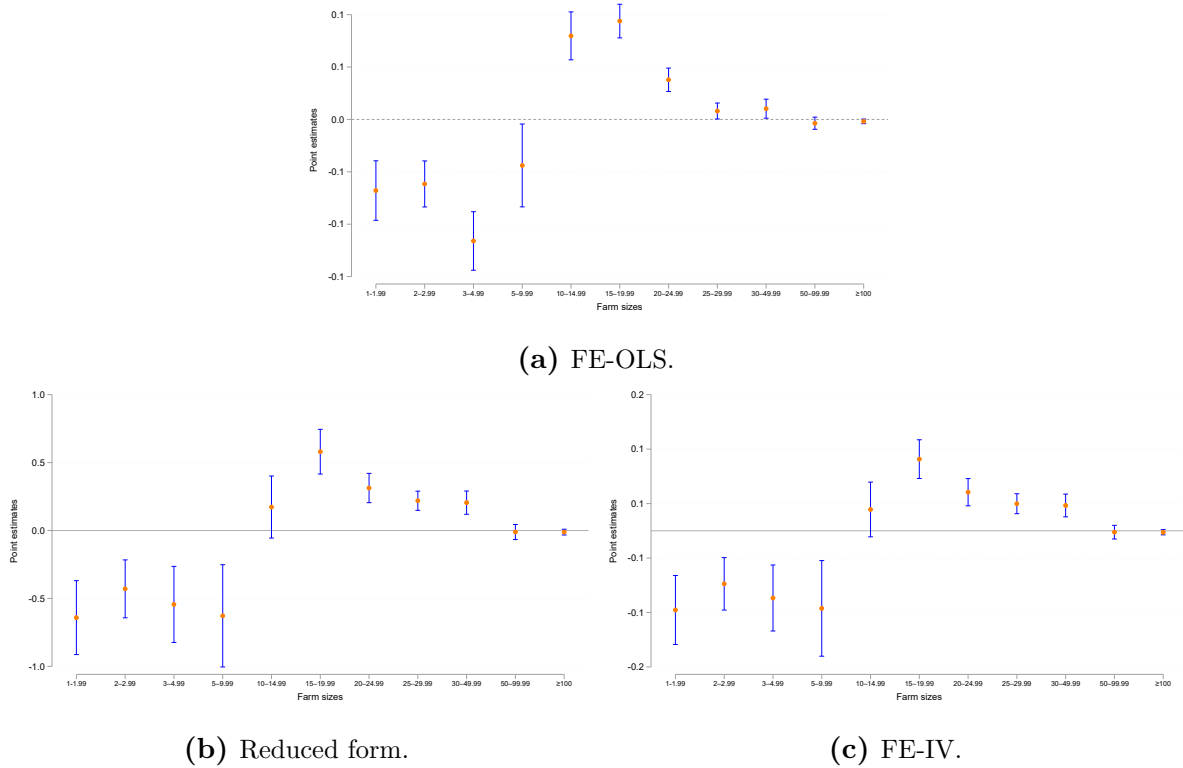 0.1
0.1
0.0
-0.1
-0.1
-0.1
Point estimates
1–1.99 2–2.99 3–4.99 5–9.99 10–14.99 15–19.99 20–24.99 25–29.99 30–49.99 50–99.99 ≥100
Farm sizes
(a) FE-OLS.
1.0
0.5
0.0
-0.5
-1.0
Point estimates
1–1.99 2–2.99 3–4.99 5–9.99 10–14.99 15–19.99 20–24.99 25–29.99 30–49.99 50–99.99 ≥100
Farm sizes
(b) Reduced form.
0.2
0.1
0.1
-0.1
-0.1
-0.2
Point estimates
1–1.99 2–2.99 3–4.99 5–9.99 10–14.99 15–19.99 20–24.99 25–29.99 30–49.99 50–99.99 ≥100
Farm sizes
(c) FE-IV.